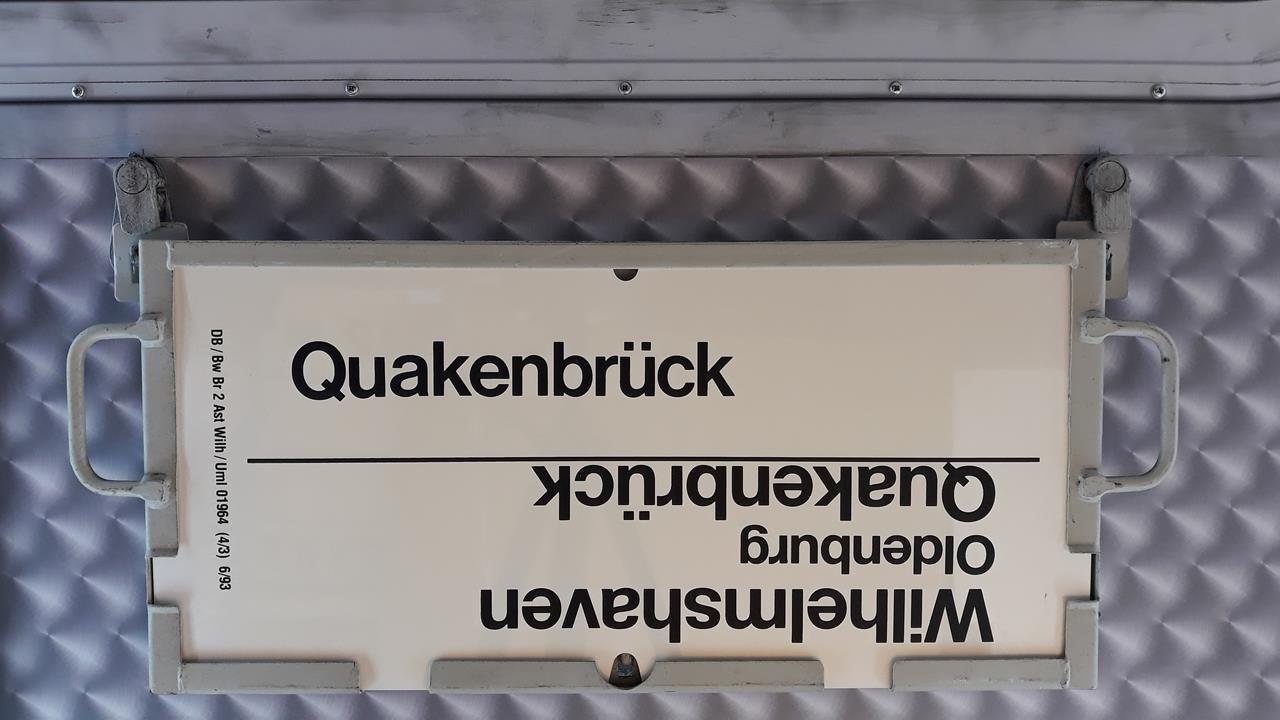 Quakenbrück
Wilhelmshaven
Oldenburg
Quakenbrück
DB / Bw Br 2 Ast Wilh / Uml 01964 (4/3) 6/93